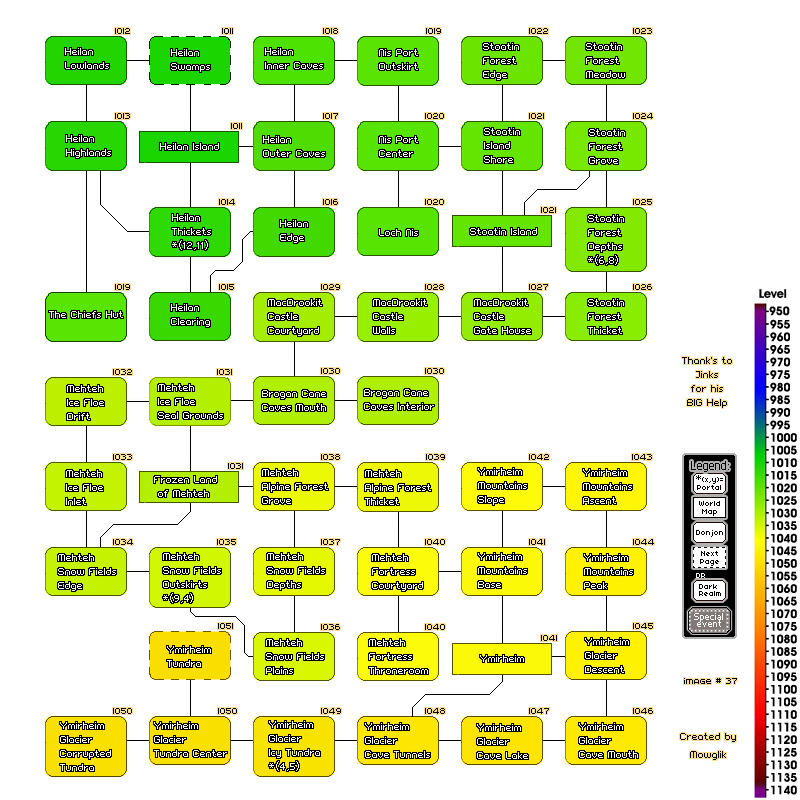 1012
1011
1018
1019
1022
1023
Heilan
Lowlands
Heilan
Swamps
Heilan
Inner Caves
Nis Port
Outskirt
Stoatin
Forest
Edge
Stoatin
Forest
Meadow
1013
1011
1017
1020
1021
1024
Heilan
Highlands
Heilan Island
Heilan
Outer Caves
Nis Port
Center
Stoatin
Island
Shore
Stoatin
Forest
Grove
1014
1016
1020
1021
1025
Heilan
Thickets
*(12,11)
Heilan
Edge
Loch Nis
Stoatin Island
Stoatin
Forest
Depths
*(6,8)
1019
1015
1029
1028
1027
1026
The Chiefs Hut
Heilan
Clearing
MacDrookit
Castle
Courtyard
MacDrookit
Castle
Walls
MacDrookit
Castle
Gate House
Stoatin
Forest
Thicket
1032
1031
1030
1030
Mehteh
Ice Floe
Drift
Mehteh
Ice Floe
Seal Grounds
Brogan Cane
Caves Mouth
Brogan Cane
Caves Interior
1033
1031
1038
1039
1042
1043
Mehteh
Ice Floe
Inlet
Frozen Land
of Mehteh
Mehteh
Alpine Forest
Grove
Mehteh
Alpine Forest
Thicket
Ymirheim
Mountains
Slope
Ymirheim
Mountains
Ascent
1034
1035
1037
1040
1041
1044
Mehteh
Snow Fields
Edge
Mehteh
Snow Fields
Outskirts
*(3,4)
Mehteh
Snow Fields
Depths
Mehteh
Fortress
Courtyard
Ymirheim
Mountains
Base
Ymirheim
Mountains
Peak
1051
1036
1040
1041
1045
Ymirheim
Tundra
Mehteh
Snow Fields
Plains
Mehteh
Fortress
Throneroom
Ymirheim
Ymirheim
Glacier
Descent
1050
1050
1049
1048
1047
1046
Ymirheim
Glacier
Corrupted
Tundra
Ymirheim
Glacier
Tundra Center
Ymirheim
Glacier
Icy Tundra
*(4,5)
Ymirheim
Glacier
Cave Tunnels
Ymirheim
Glacier
Cave Lake
Ymirheim
Glacier
Cave Mouth
Thank's to
Jinks
for his
BIG Help
Legend:
*(x,y)=
Portal
World
Map
Donjon
Next
Page
OR
Dark
Realm
Special
event
image # 37
Created by
Mowglik
Level
950
955
960
965
970
975
980
985
990
995
1000
1005
1010
1015
1020
1025
1030
1035
1040
1045
1050
1055
1060
1065
1070
1075
1080
1085
1090
1095
1100
1105
1110
1115
1120
1125
1130
1135
1140